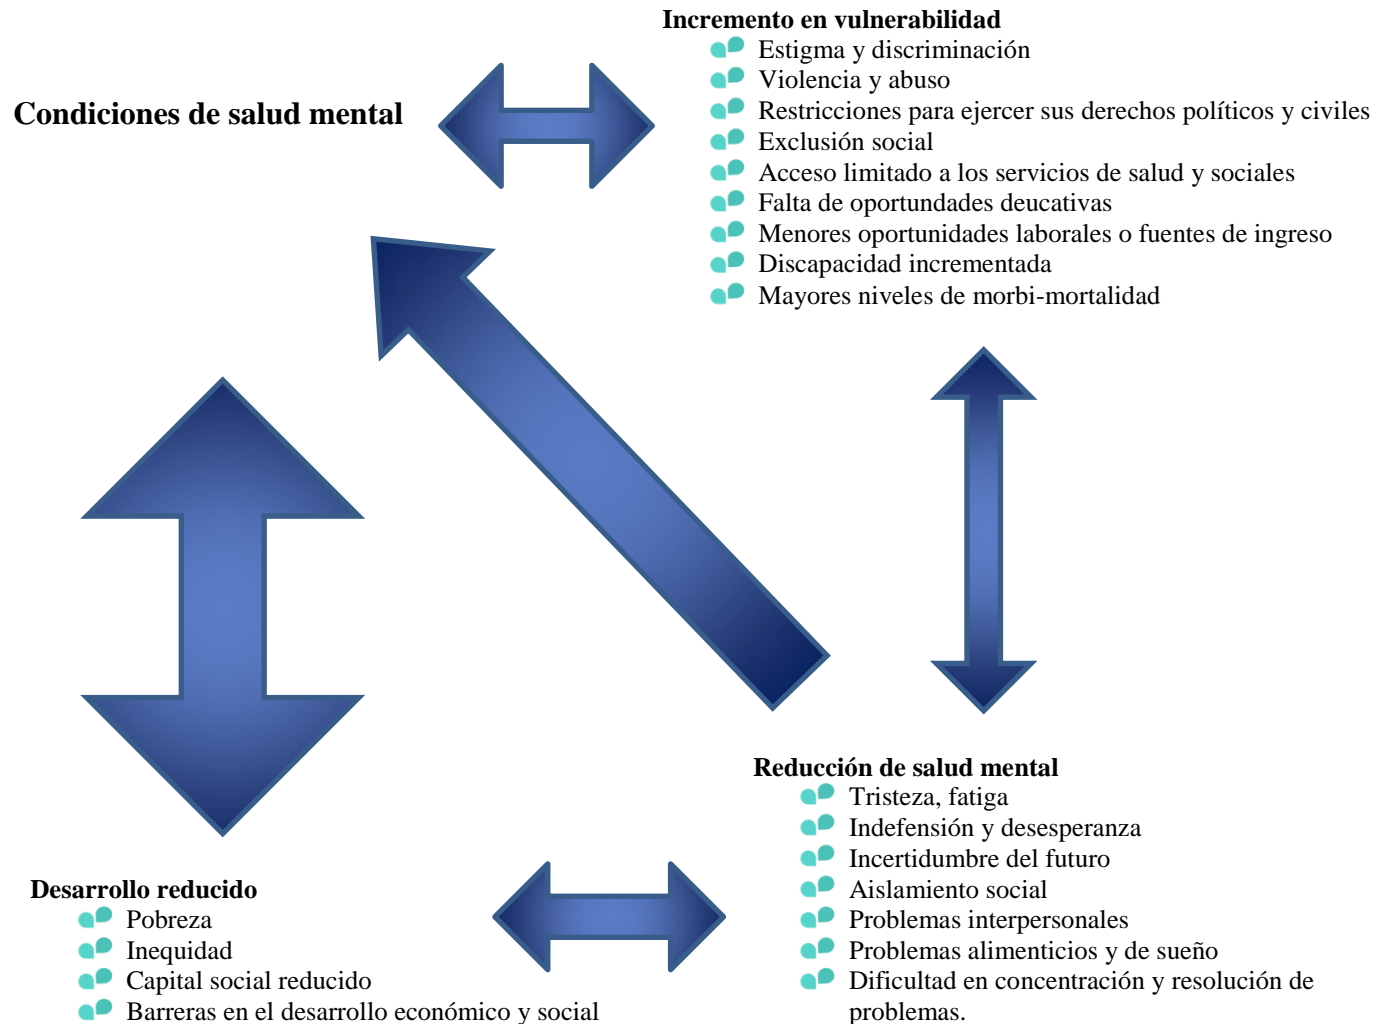 Condiciones de salud mental
Incremento en vulnerabilidad
Estigma y discriminación
Violencia y abuso
Restricciones para ejercer sus derechos políticos y civiles
Exclusión social
Acceso limitado a los servicios de salud y sociales
Falta de oportundades deucativas
Menores oportunidades laborales o fuentes de ingreso
Discapacidad incrementada
Mayores niveles de morbi-mortalidad
Reducción de salud mental
Tristeza, fatiga
Indefensión y desesperanza
Incertidumbre del futuro
Aislamiento social
Problemas interpersonales
Problemas alimenticios y de sueño
Dificultad en concentración y resolución de
problemas.
Desarrollo reducido
Pobreza
Inequidad
Capital social reducido
Barreras en el desarrollo económico y social